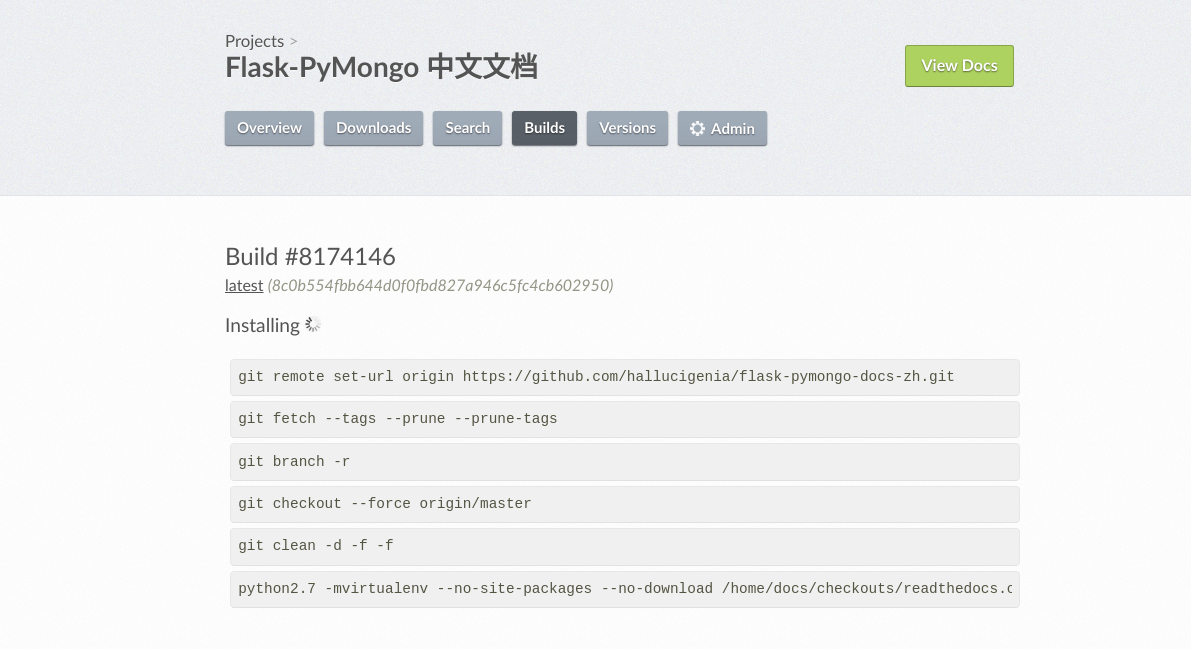 Projects >
Flask-PyMongo 中文文档
View Docs
Overview Downloads Search Builds Versions Admin
Build #8174146
latest (8c0b554fbb644d0f0fbd827a946c5fc4cb602950)
Installing
git remote set-url origin https://github.com/hallucigenia/flask-pymongo-docs-zh.git
git fetch --tags --prune --prune-tags
git branch -r
git checkout --force origin/master
git clean -d -f -f
python2.7 -mvirtualenv --no-site-packages --no-download /home/docs/checkouts/readthedocs.